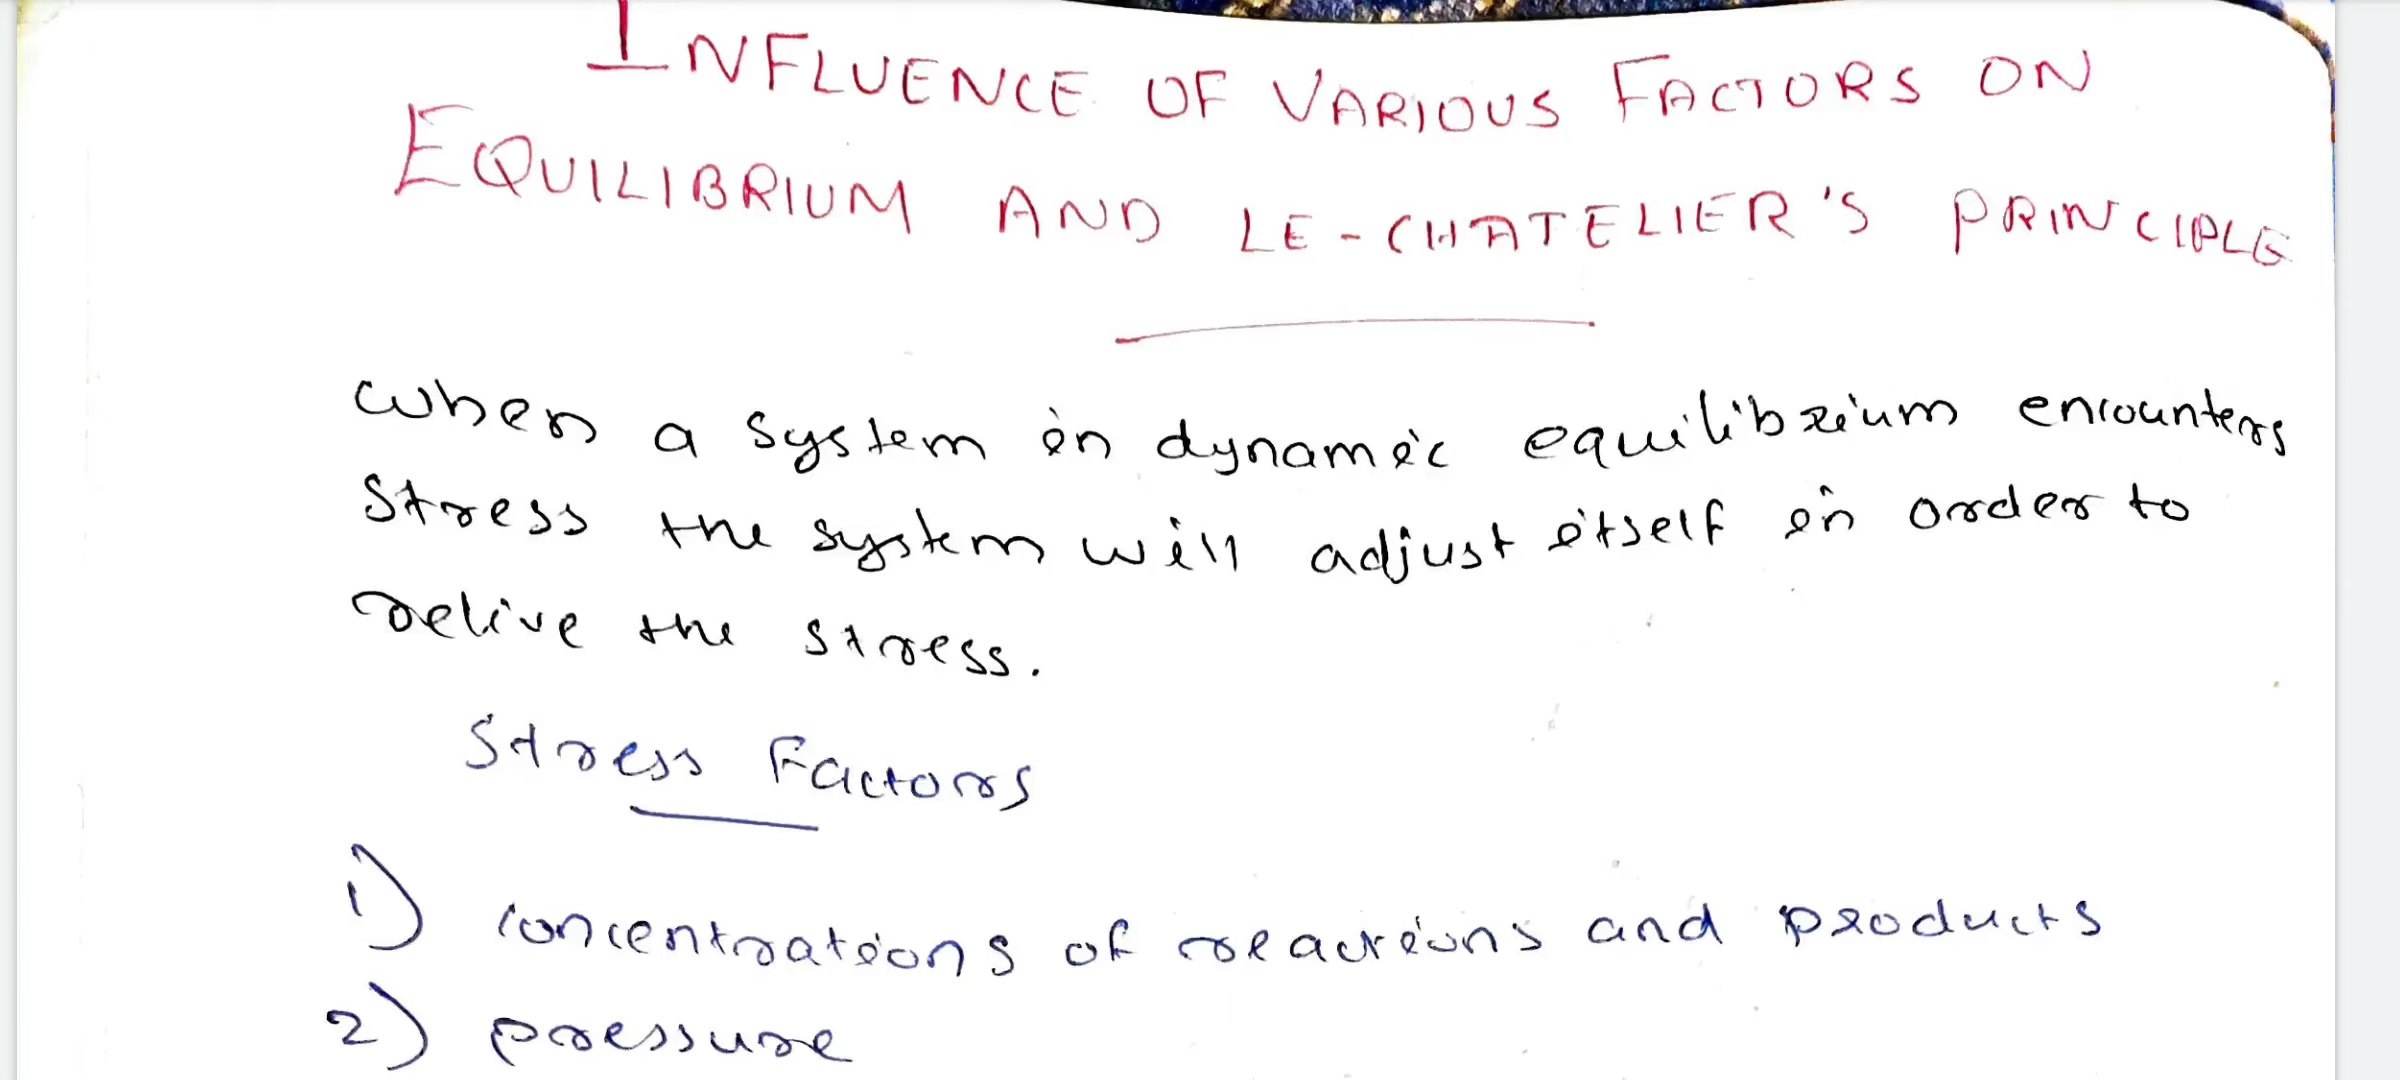 INFLUENCE OF VARIOUS FACTORS ON
EQUILIBRIUM AND LE-CHATELIER'S PRINCIPLE
When a system in dynamic equilibrium encounters
stress the system will adjust itself in order to
relive the stress.
Stress Factors
1) concentrations of reactions and products
2) pressure